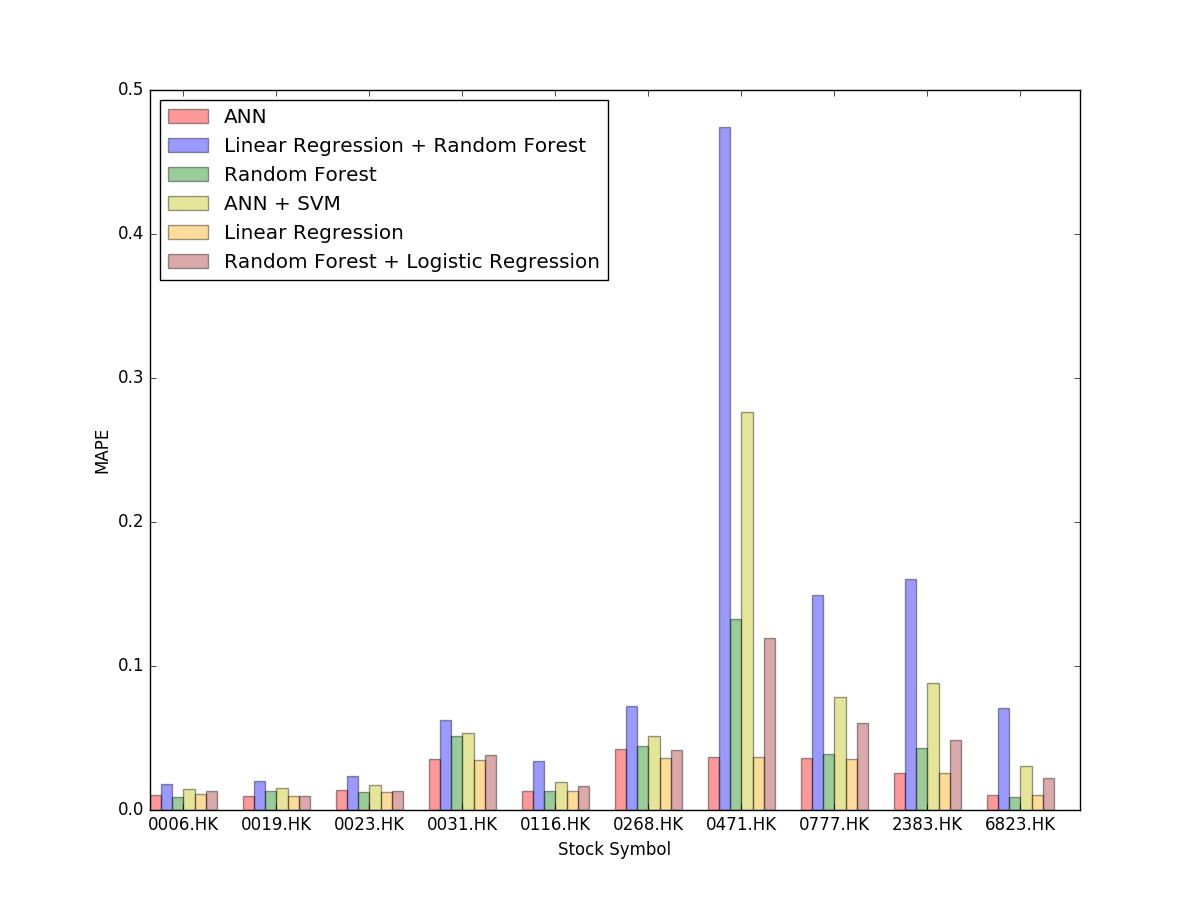 0.5
0.4
0.3
0.2
0.1
0.0
MAPE
ANN
Linear Regression + Random Forest
Random Forest
ANN + SVM
Linear Regression
Random Forest + Logistic Regression
0006.HK 0019.HK 0023.HK 0031.HK 0116.HK 0268.HK 0471.HK 0777.HK 2383.HK 6823.HK
Stock Symbol